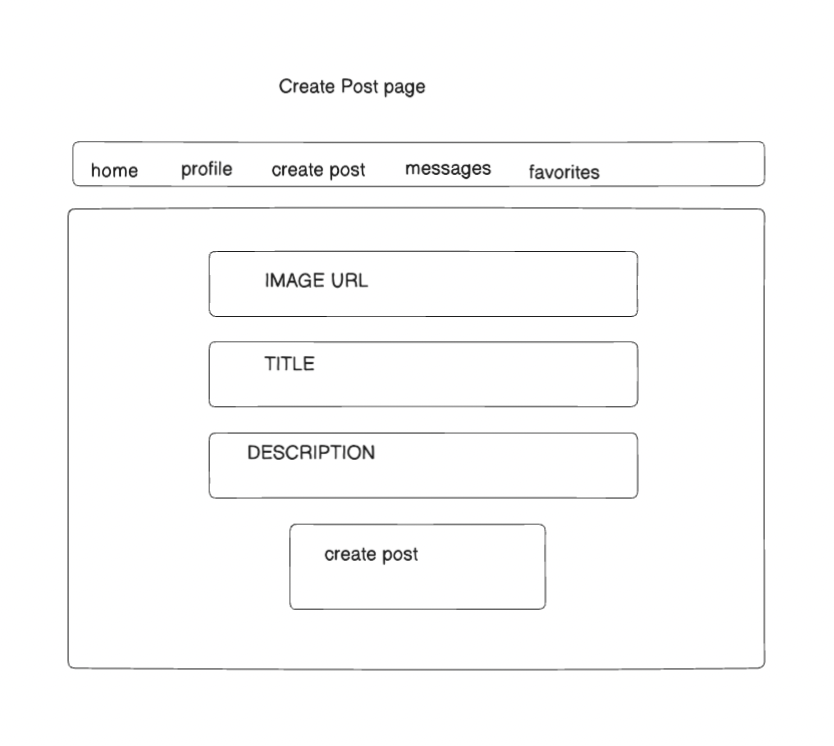 Create Post page
home profile create post messages favorites
IMAGE URL
TITLE
DESCRIPTION
create post